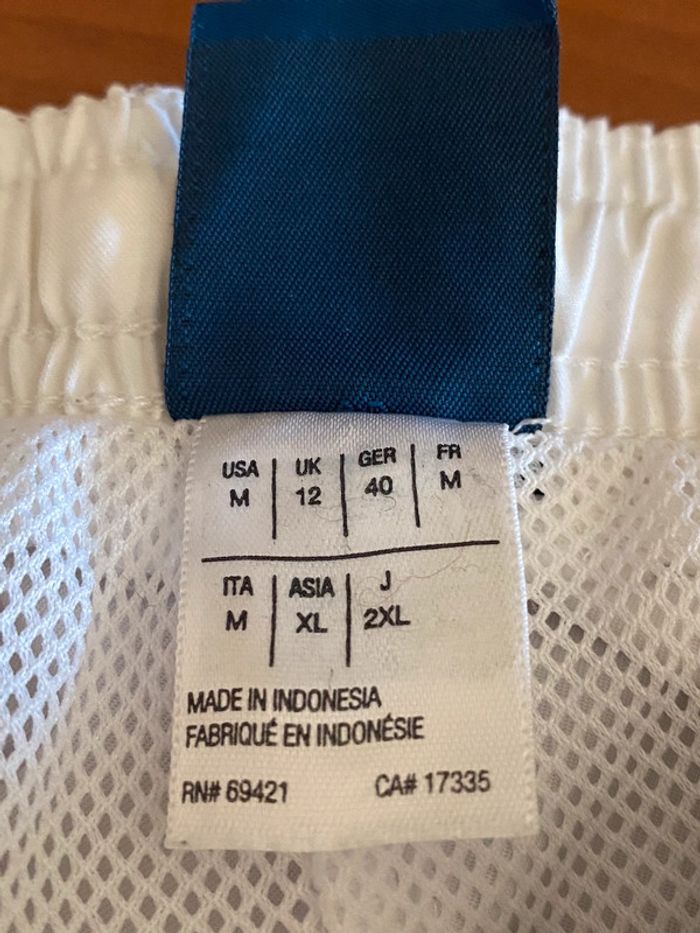 USA | UK | GER | FR
M | 12 | 40 | M
ITA | ASIA | J
M | XL | 2XL
MADE IN INDONESIA
FABRIQUÉ EN INDONÉSIE
RN# 69421 CA# 17335